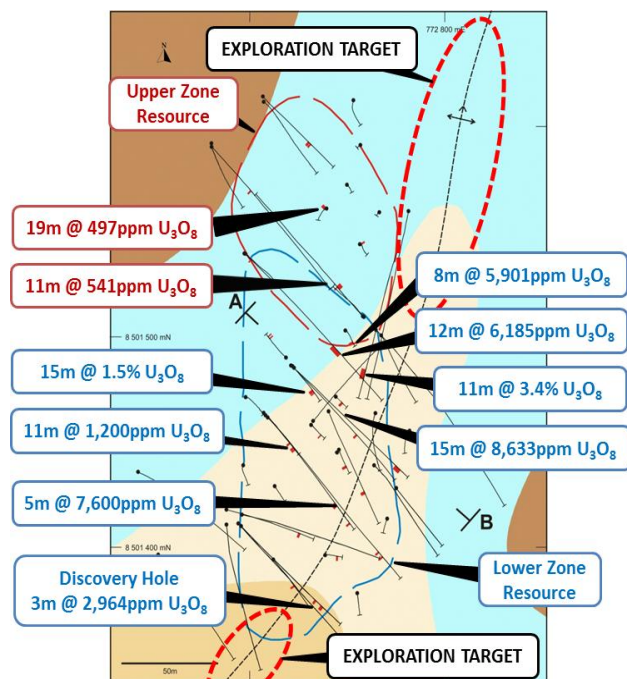 772 800 mE
EXPLORATION TARGET
Upper Zone
Resource
19m @ 497ppm U₃O₈
11m @ 541ppm U₃O₈
8m @ 5,901ppm U₃O₈
A
12m @ 6,185ppm U₃O₈
8 501 500 mN
15m @ 1.5% U₃O₈
11m @ 3.4% U₃O₈
11m @ 1,200ppm U₃O₈
15m @ 8,633ppm U₃O₈
5m @ 7,600ppm U₃O₈
B
8 501 400 mN
Discovery Hole
3m @ 2,964ppm U₃O₈
Lower Zone
Resource
EXPLORATION TARGET
50m